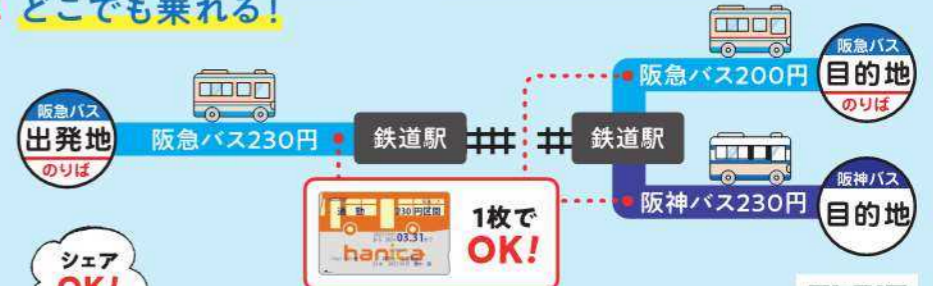 どこでも乗れる!
阪急バス
出発地
のりば
阪急バス230円
鉄道駅
鉄道駅
阪急バス200円
阪急バス
目的地
のりば
阪神バス230円
阪神バス
目的地
通勤
230円区間
03.31
hanica
1枚で
OK!
シェア
OK!